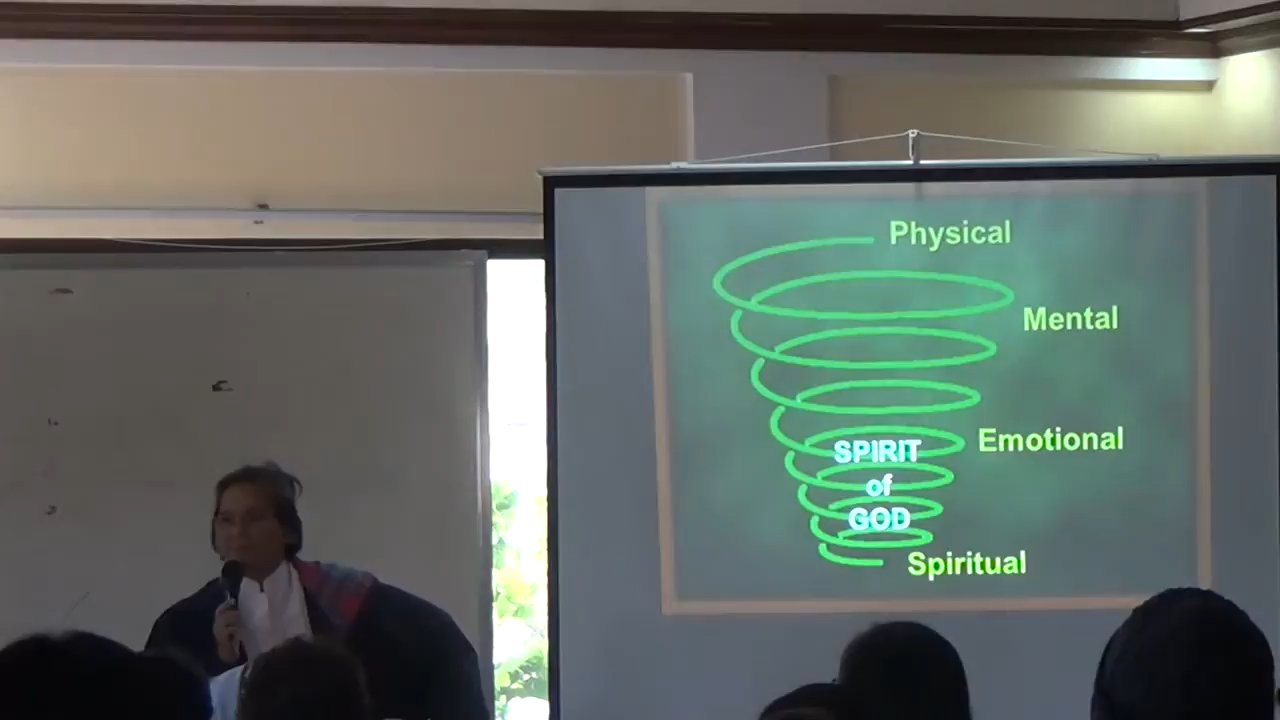 Physical
Mental
Emotional
SPIRIT
of
GOD
Spiritual